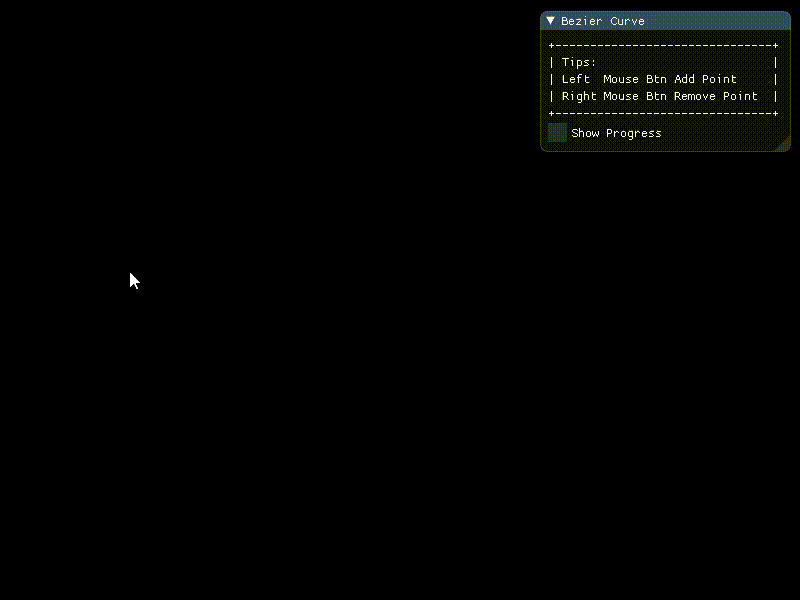 Bezier Curve
+-------------------------------+
| Tips:                         |
| Left  Mouse Btn Add Point     |
| Right Mouse Btn Remove Point  |
+-------------------------------+
Show Progress